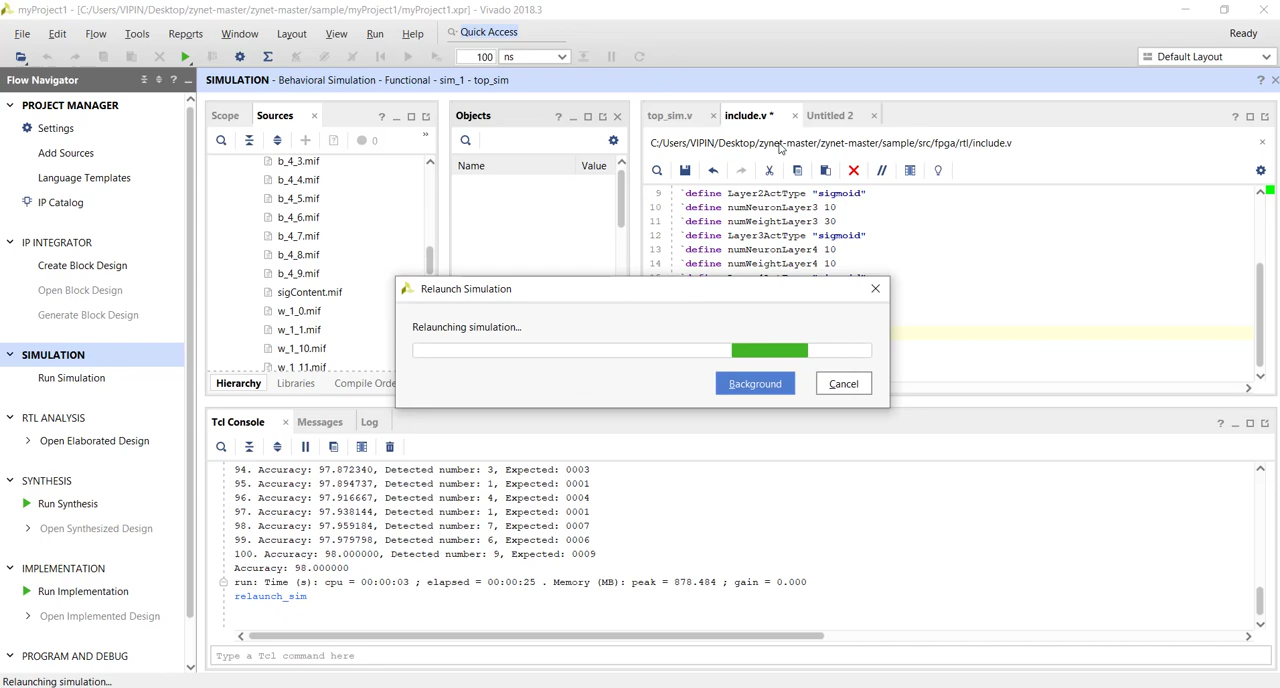 myProject1 - [C:/Users/VIPIN/Desktop/zynet-master/zynet-master/sample/myProject1/myProject1.xpr] - Vivado 2018.3
File Edit Flow Tools Reports Window Layout View Run Help Quick Access Ready
100 ns Default Layout
Flow Navigator
SIMULATION - Behavioral Simulation - Functional - sim_1 - top_sim
PROJECT MANAGER
Settings
Add Sources
Language Templates
IP Catalog
IP INTEGRATOR
Create Block Design
Open Block Design
Generate Block Design
SIMULATION
Run Simulation
RTL ANALYSIS
Open Elaborated Design
SYNTHESIS
Run Synthesis
Open Synthesized Design
IMPLEMENTATION
Run Implementation
Open Implemented Design
PROGRAM AND DEBUG
Scope Sources
0
b_4_3.mif
b_4_4.mif
b_4_5.mif
b_4_6.mif
b_4_7.mif
b_4_8.mif
b_4_9.mif
sigContent.mif
w_1_0.mif
w_1_1.mif
w_1_10.mif
w_1_11.mif
Hierarchy Libraries Compile Orde
Objects
Name Value
top_sim.v include.v * Untitled 2
C:/Users/VIPIN/Desktop/zynet-master/zynet-master/sample/src/fpga/rtl/include.v
9 `define Layer2ActType "sigmoid"
10 `define numNeuronLayer3 10
11 `define numWeightLayer3 30
12 `define Layer3ActType "sigmoid"
13 `define numNeuronLayer4 10
14 `define numWeightLayer4 10
Relaunch Simulation
Relaunching simulation...
Background Cancel
Tcl Console Messages Log
94. Accuracy: 97.872340, Detected number: 3, Expected: 0003
95. Accuracy: 97.894737, Detected number: 1, Expected: 0001
96. Accuracy: 97.916667, Detected number: 4, Expected: 0004
97. Accuracy: 97.938144, Detected number: 1, Expected: 0001
98. Accuracy: 97.959184, Detected number: 7, Expected: 0007
99. Accuracy: 97.979798, Detected number: 6, Expected: 0006
100. Accuracy: 98.000000, Detected number: 9, Expected: 0009
Accuracy: 98.000000
run: Time (s): cpu = 00:00:03 ; elapsed = 00:00:25 . Memory (MB): peak = 878.484 ; gain = 0.000
relaunch_sim
Type a Tcl command here
Relaunching simulation...